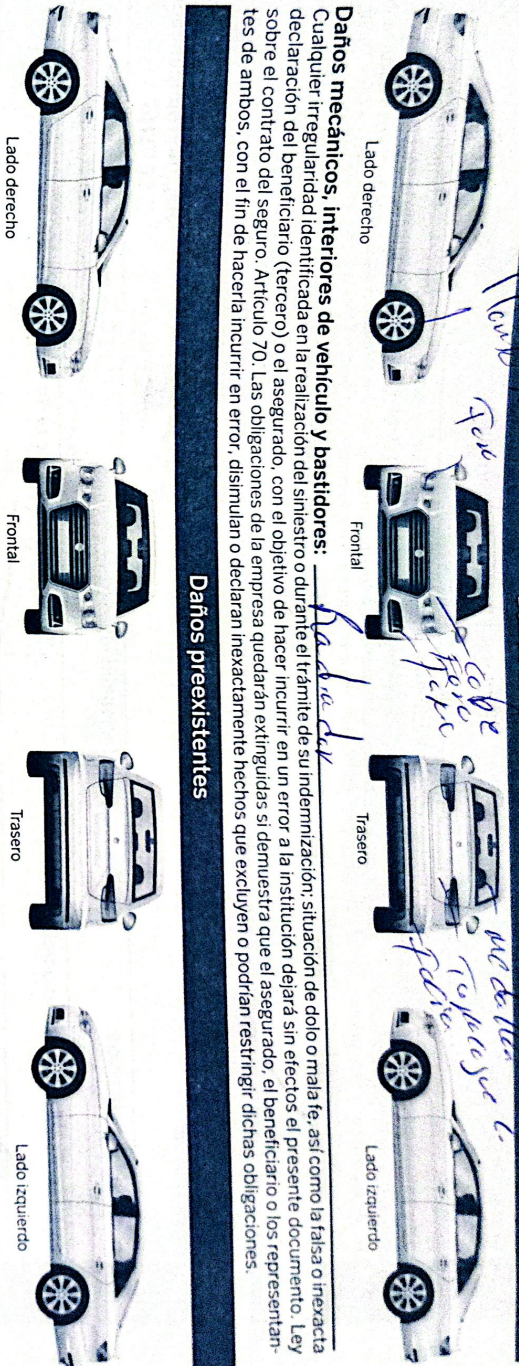 Lado derecho
Frontal
Trasero
Lado izquierdo
Faro
Cofre
Faro
medallon
Daños mecánicos, interiores de vehículo y bastidores: Radiador
Cualquier irregularidad identificada en la realización del siniestro o durante el trámite de su indemnización; situación de dolo o mala fe, así como la falsa o inexacta
declaración del beneficiario (tercero) o el asegurado, con el objetivo de hacer incurrir en un error a la institución dejará sin efectos el presente documento. Ley
sobre el contrato del seguro. Artículo 70. Las obligaciones de la empresa quedarán extinguidas si demuestra que el asegurado, el beneficiario o los representan-
tes de ambos, con el fin de hacerla incurrir en error, disimulan o declaran inexactamente hechos que excluyen o podrían restringir dichas obligaciones.
Daños preexistentes
Lado derecho
Frontal
Trasero
Lado izquierdo